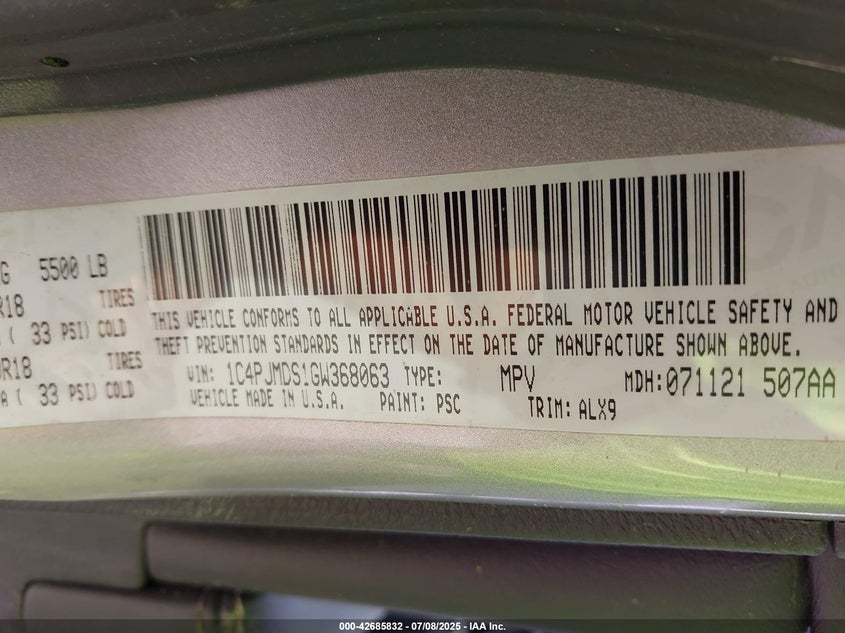 G 5500 LB
R18 TIRES
( 33 PSI) COLD
R18 TIRES
A ( 33 PSI) COLD
THIS VEHICLE CONFORMS TO ALL APPLICABLE U.S.A. FEDERAL MOTOR VEHICLE SAFETY AND
THEFT PREVENTION STANDARDS IN EFFECT ON THE DATE OF MANUFACTURE SHOWN ABOVE.
VIN: 1C4PJMDS1GW368063 TYPE: MPV MDH: 071121 507AA
VEHICLE MADE IN U.S.A. PAINT: PSC TRIM: ALX9
000-42685832 - 07/08/2025 - IAA Inc.